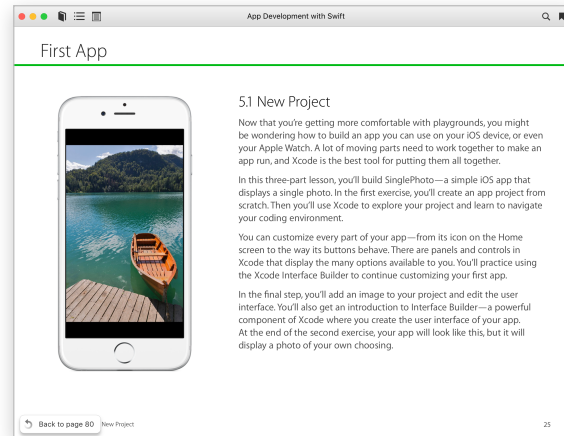 App Development with Swift
First App
5.1 New Project
Now that you're getting more comfortable with playgrounds, you might
be wondering how to build an app you can use on your iOS device, or even
your Apple Watch. A lot of moving parts need to work together to make an
app run, and Xcode is the best tool for putting them all together.
In this three-part lesson, you'll build SinglePhoto—a simple iOS app that
displays a single photo. In the first exercise, you'll create an app project from
scratch. Then you'll use Xcode to explore your project and learn to navigate
your coding environment.
You can customize every part of your app—from its icon on the Home
screen to the way its buttons behave. There are panels and controls in
Xcode that display the many options available to you. You'll practice using
the Xcode Interface Builder to continue customizing your first app.
In the final step, you'll add an image to your project and edit the user
interface. You'll also get an introduction to Interface Builder—a powerful
component of Xcode where you create the user interface of your app.
At the end of the second exercise, your app will look like this, but it will
display a photo of your own choosing.
Back to page 80 New Project 25